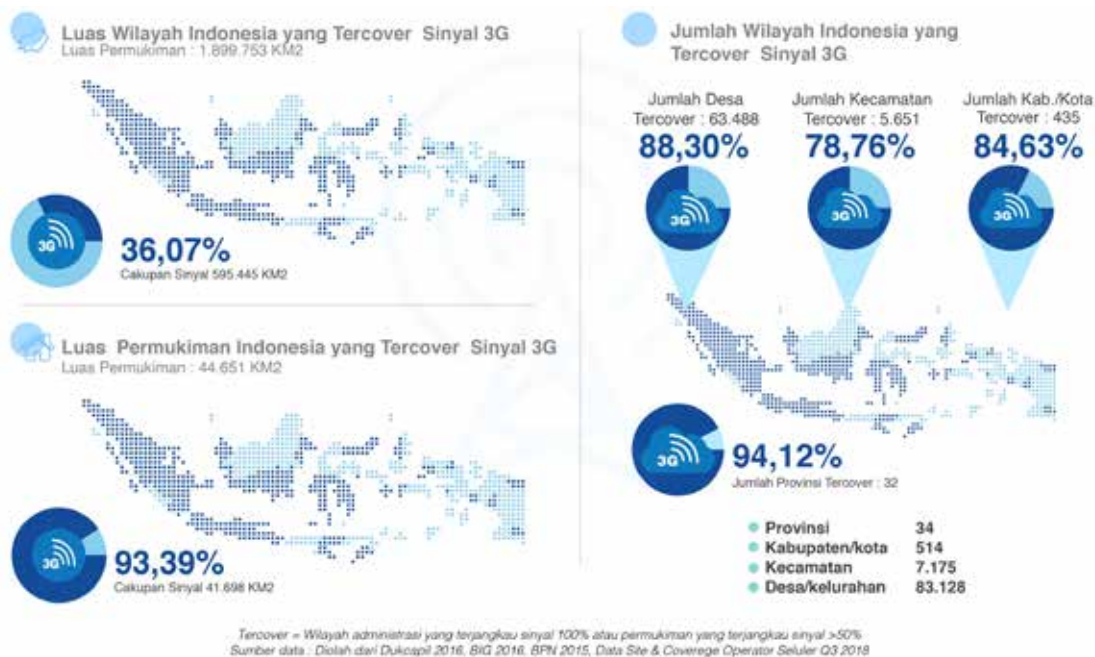 Luas Wilayah Indonesia yang Tercover Sinyal 3G
Luas Permukiman : 1.899.753 KM2
3G
36,07%
Cakupan Sinyal 595.445 KM2
Luas Permukiman Indonesia yang Tercover Sinyal 3G
Luas Permukiman : 44.651 KM2
3G
93,39%
Cakupan Sinyal 41.698 KM2
Jumlah Wilayah Indonesia yang
Tercover Sinyal 3G
Jumlah Desa
Tercover : 63.488
88,30%
3G
Jumlah Kecamatan
Tercover : 5.651
78,76%
3G
Jumlah Kab./Kota
Tercover : 435
84,63%
3G
3G
94,12%
Jumlah Provinsi Tercover : 32
Provinsi 34
Kabupaten/kota 514
Kecamatan 7.175
Desa/kelurahan 83.128
Tercover = Wilayah administrasi yang terjangkau sinyal 100% atau permukiman yang terjangkau sinyal >50%
Sumber data : Diolah dari Dukcapil 2016, BIG 2016, BPN 2015, Data Site & Coverege Operator Seluler Q3 2018